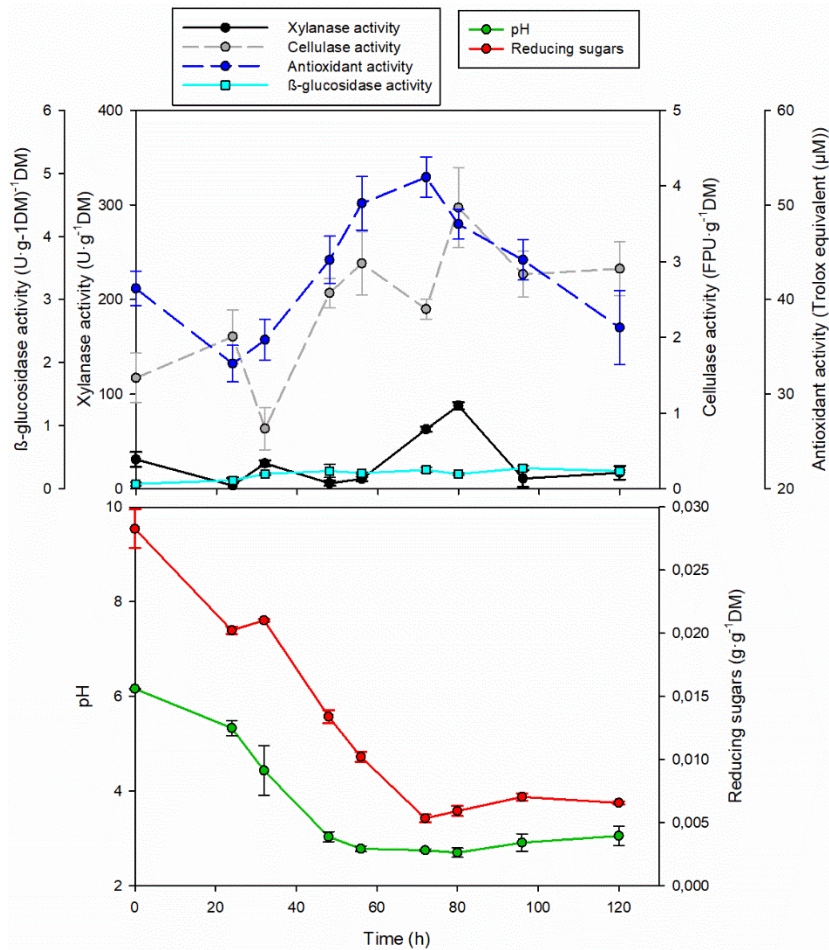 Xylanase activity
Cellulase activity
Antioxidant activity
ß-glucosidase activity
pH
Reducing sugars
ß-glucosidase activity (U·g-1DM)⁻¹DM)
6
5
4
3
2
1
0
Xylanase activity (U·g⁻¹DM)
400
300
200
100
0
Cellulase activity (FPU·g⁻¹DM)
5
4
3
2
1
0
Antioxidant activity (Trolox equivalent (µM))
60
50
40
30
20
pH
10
8
6
4
2
Reducing sugars (g·g⁻¹DM)
0,030
0,025
0,020
0,015
0,010
0,005
0,000
0 20 40 60 80 100 120
Time (h)